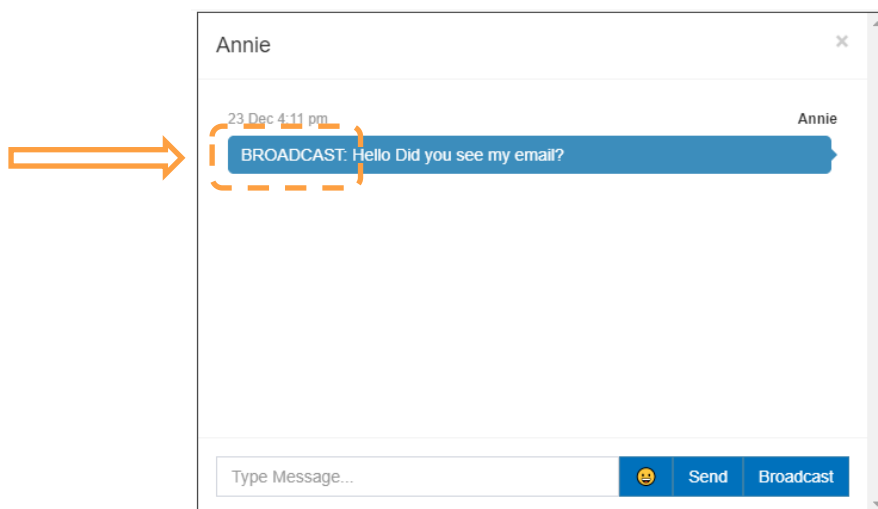 Annie
×
23 Dec 4:11 pm Annie
BROADCAST: Hello Did you see my email?
Type Message... Send Broadcast